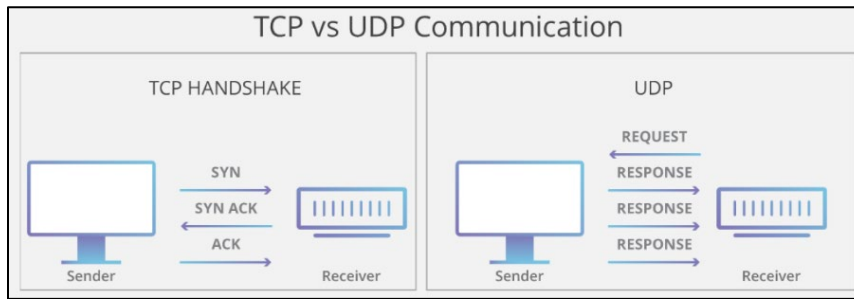 TCP vs UDP Communication
TCP HANDSHAKE
SYN
SYN ACK
ACK
Sender
Receiver
UDP
REQUEST
RESPONSE
RESPONSE
RESPONSE
Sender
Receiver